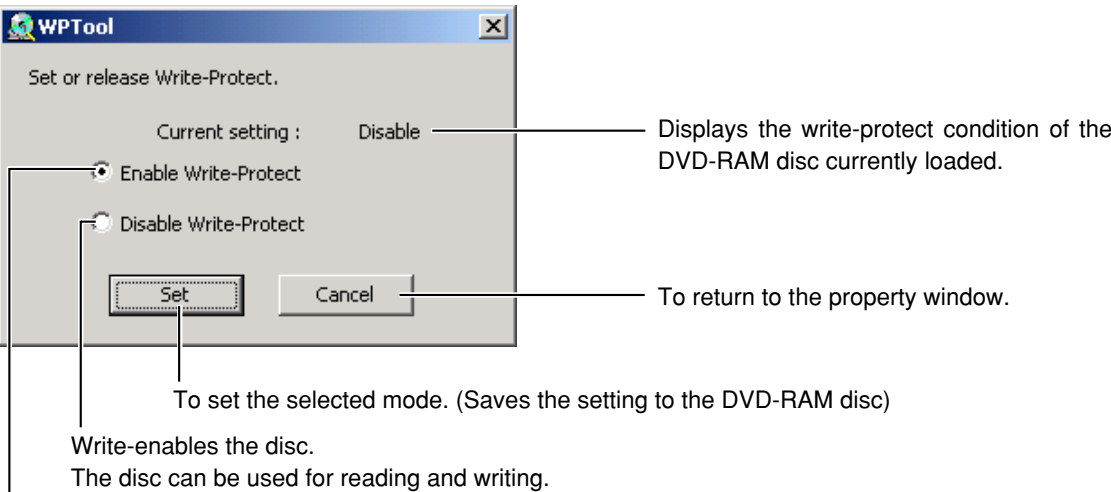 WPTool
Set or release Write-Protect.
Current setting : Disable
Displays the write-protect condition of the
DVD-RAM disc currently loaded.
Enable Write-Protect
Disable Write-Protect
Set Cancel
To return to the property window.
To set the selected mode. (Saves the setting to the DVD-RAM disc)
Write-enables the disc.
The disc can be used for reading and writing.